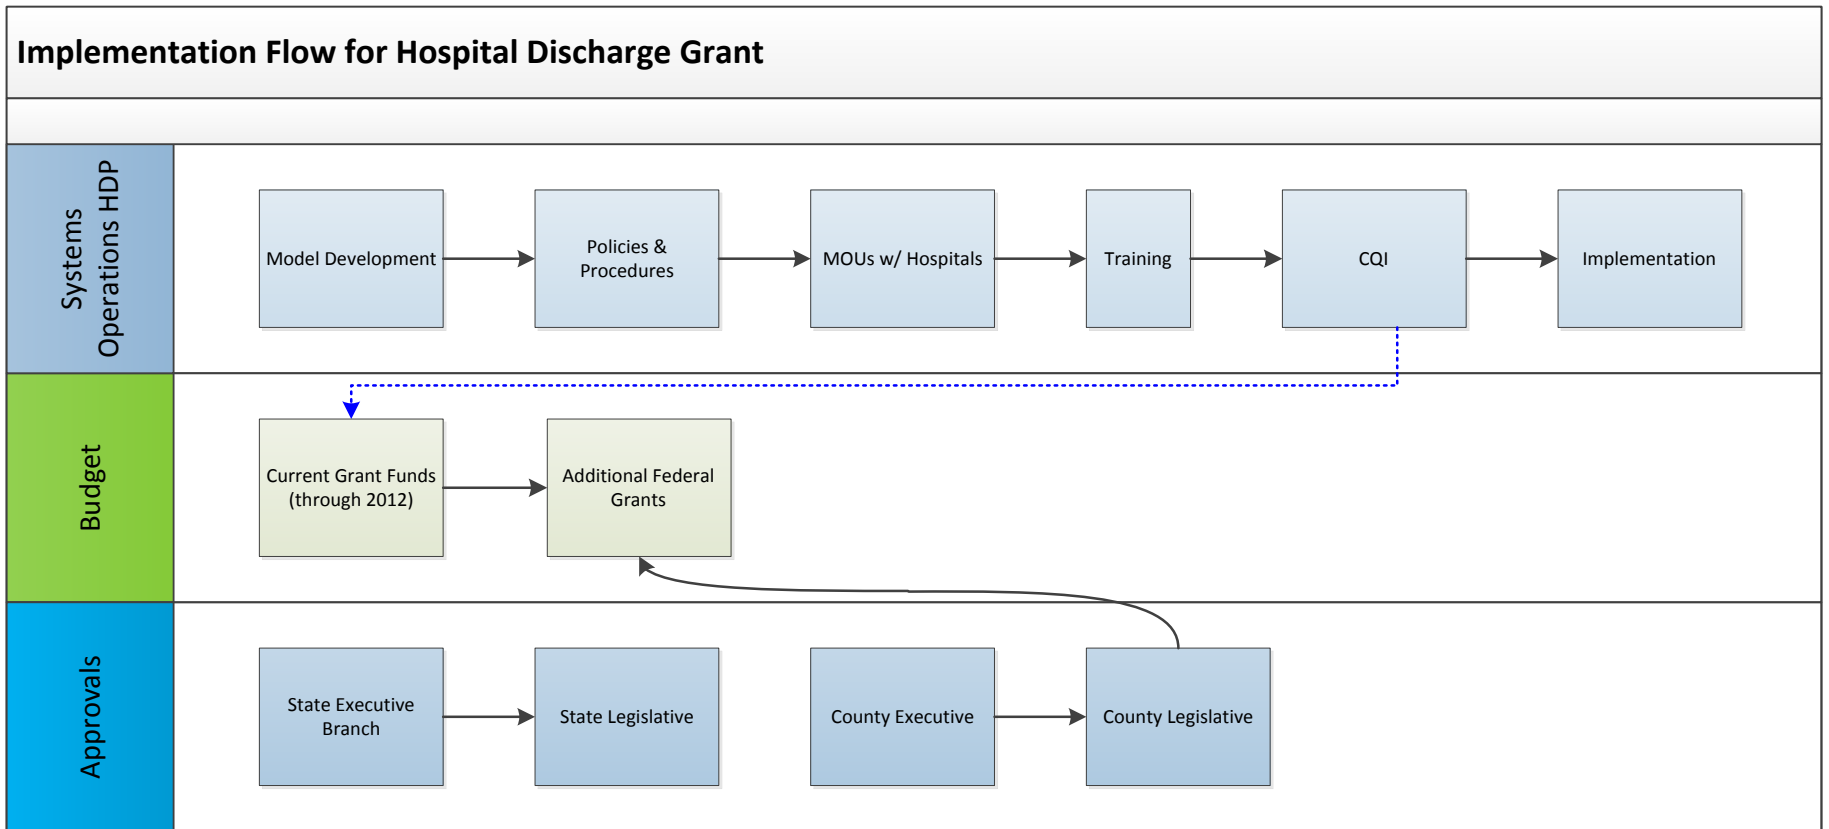 Implementation Flow for Hospital Discharge Grant
Systems
Operations HDP
Model Development
Policies &
Procedures
MOUs w/ Hospitals
Training
CQI
Implementation
Budget
Current Grant Funds
(through 2012)
Additional Federal
Grants
Approvals
State Executive
Branch
State Legislative
County Executive
County Legislative